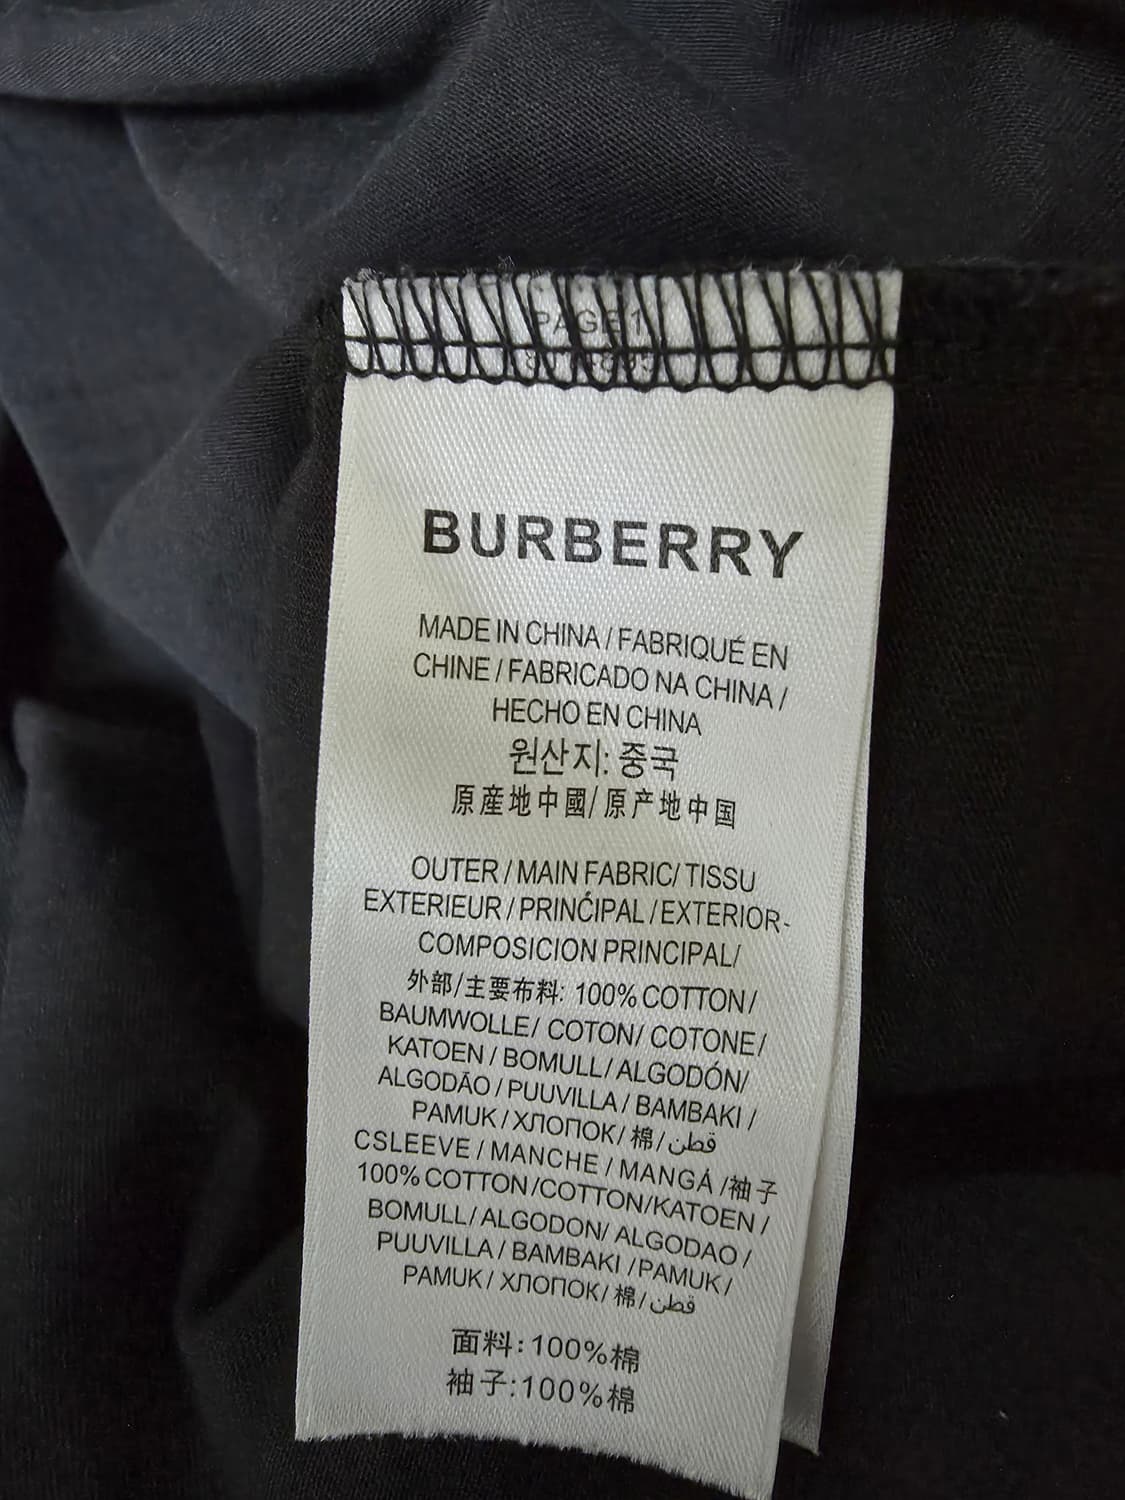 PAGE 1
BURBERRY
MADE IN CHINA / FABRIQUÉ EN
CHINE / FABRICADO NA CHINA /
HECHO EN CHINA
원산지: 중국
原產地中國/ 原产地中国
OUTER / MAIN FABRIC/ TISSU
EXTERIEUR / PRINĆIPAL / EXTERIOR-
COMPOSICION PRINCIPAL/
外部/主要布料: 100% COTTON /
BAUMWOLLE/ COTON/ COTONE/
KATOEN / BOMULL/ ALGODÓN/
ALGODÃO / PUUVILLA / BAMBAKI /
PAMUK / ХЛОПОК/ 棉/ قطن
CSLEEVE / MANCHE / MANGÁ /袖子
100% COTTON /COTTON/KATOEN /
BOMULL/ ALGODON/ ALGODAO /
PUUVILLA / BAMBAKI /PAMUK /
PAMUK / ХЛОПОК/ 棉/ قطن
面料:100%棉
袖子:100%棉